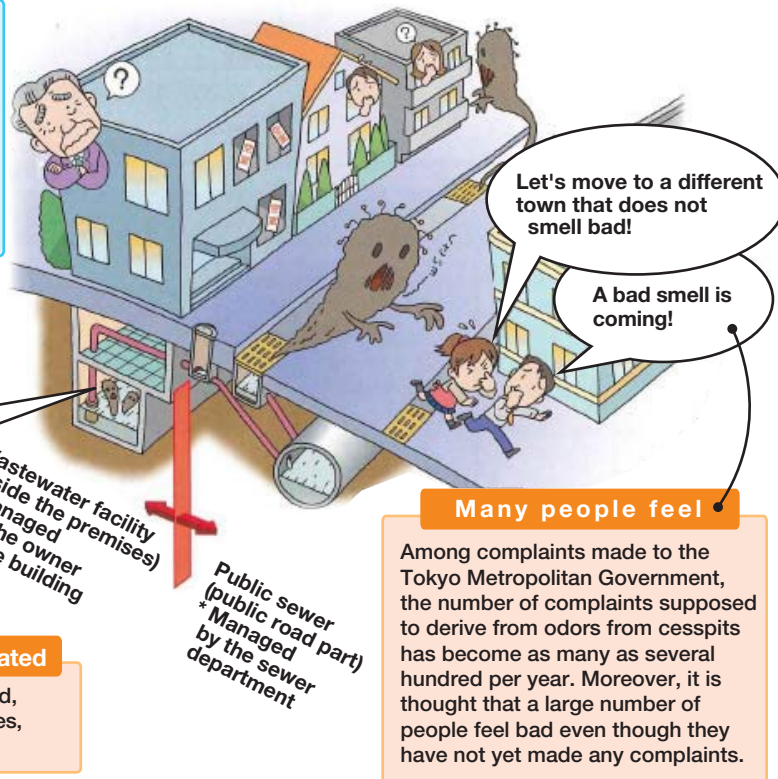 ?
?
Let's move to a different
town that does not
smell bad!
A bad smell is
coming!
side the premises)
he owner
building
Public sewer
(public road part)
* Managed
by the sewer
department
Many people feel
Among complaints made to the
Tokyo Metropolitan Government,
the number of complaints supposed
to derive from odors from cesspits
has become as many as several
hundred per year. Moreover, it is
thought that a large number of
people feel bad even though they
have not yet made any complaints.
ated
d,
es,